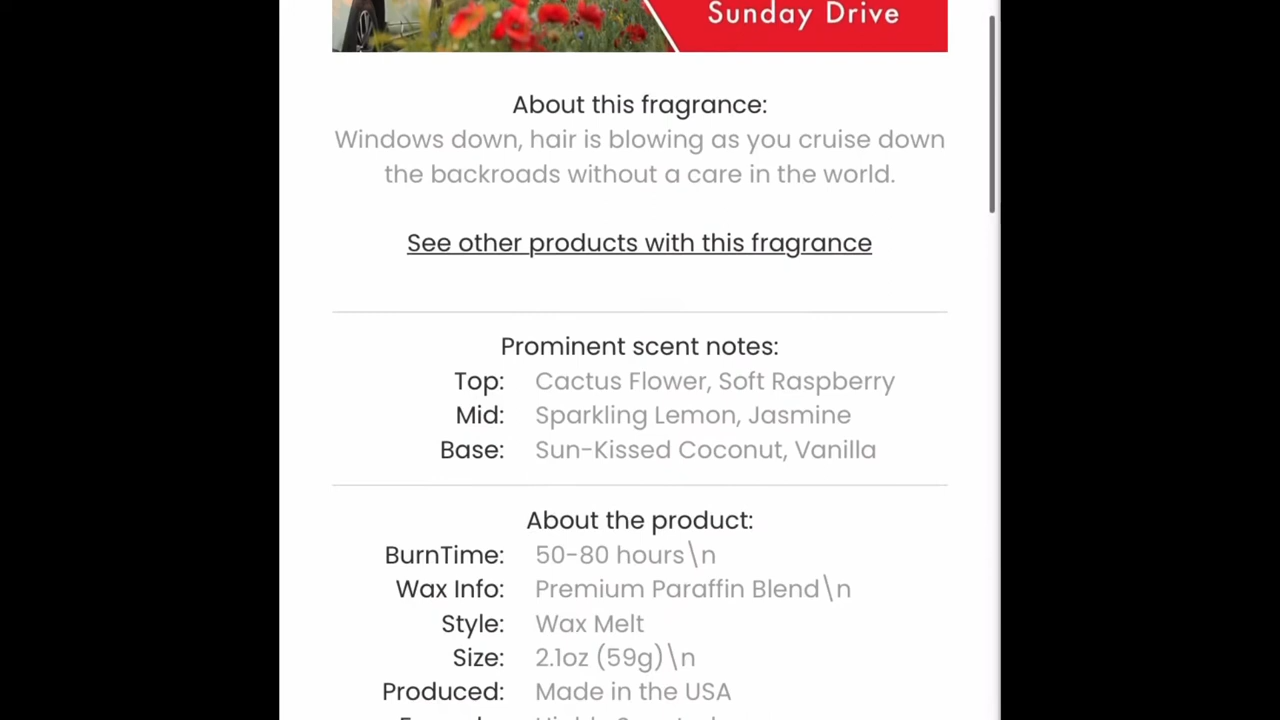 Sunday Drive
About this fragrance:
Windows down, hair is blowing as you cruise down
the backroads without a care in the world.
See other products with this fragrance
Prominent scent notes:
Top: Cactus Flower, Soft Raspberry
Mid: Sparkling Lemon, Jasmine
Base: Sun-Kissed Coconut, Vanilla
About the product:
BurnTime: 50-80 hours\n
Wax Info: Premium Paraffin Blend\n
Style: Wax Melt
Size: 2.1oz (59g)\n
Produced: Made in the USA